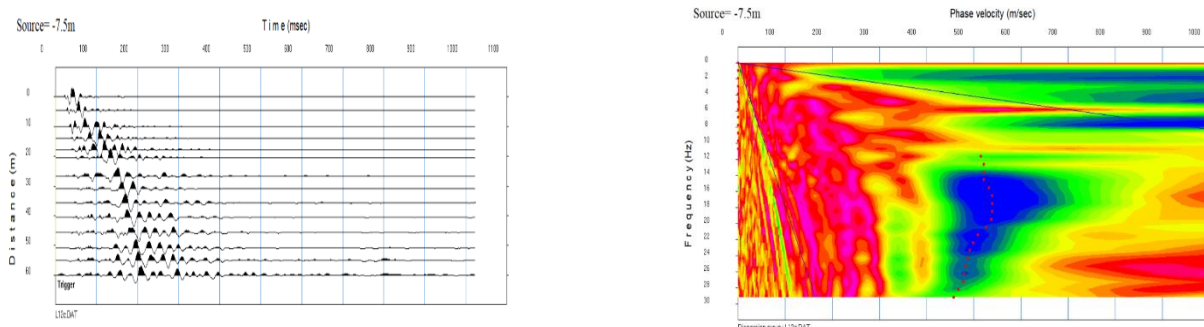 Source= -7.5m
T i m e (msec)
0 100 200 300 400 500 600 700 800 900 1000 1100
D i s t a n c e (m)
0
10
20
30
40
50
60
Trigger
Source= -7.5m
Phase velocity (m/sec)
0 100 200 300 400 500 600 700 800 900 1000
Frequency (Hz)
0
2
4
6
8
10
12
14
16
18
20
22
24
26
28
30